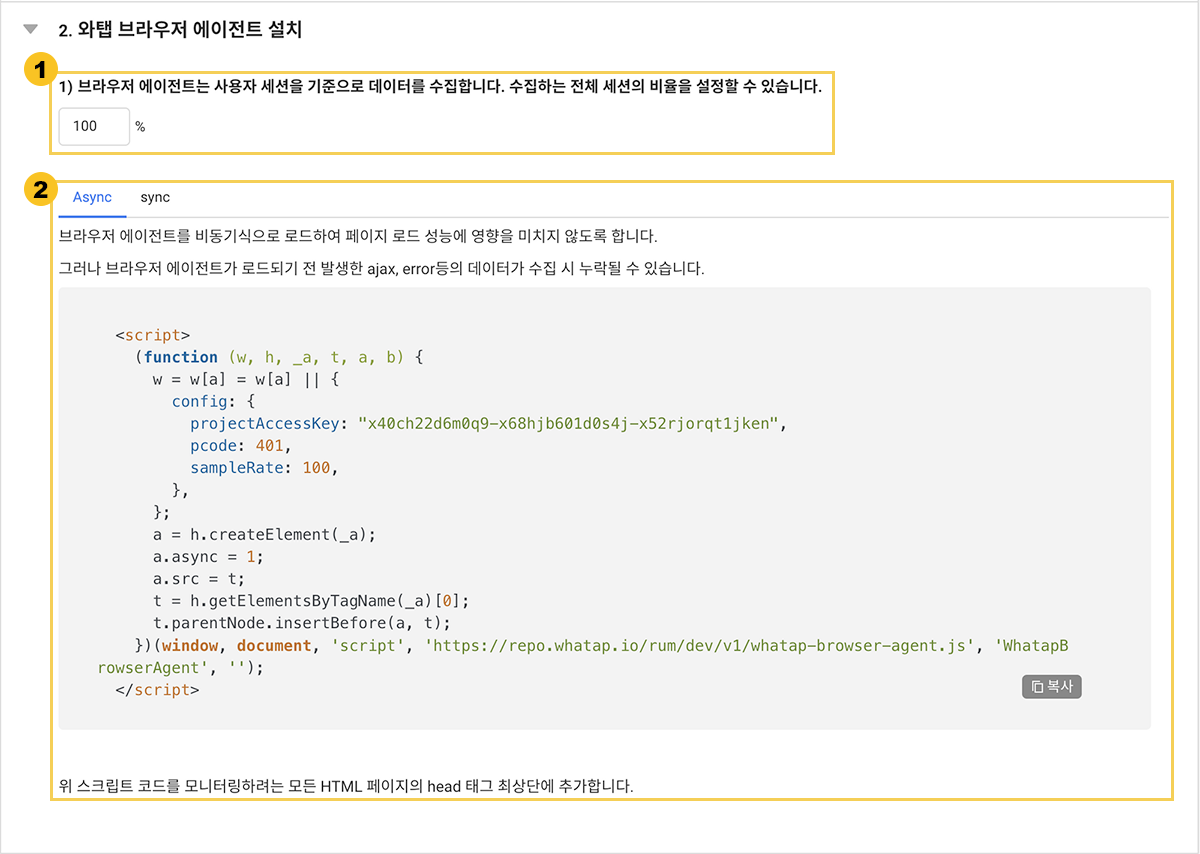 2. 와탭 브라우저 에이전트 설치
1
1) 브라우저 에이전트는 사용자 세션을 기준으로 데이터를 수집합니다. 수집하는 전체 세션의 비율을 설정할 수 있습니다.
100 %
2
Async sync
브라우저 에이전트를 비동기식으로 로드하여 페이지 로드 성능에 영향을 미치지 않도록 합니다.
그러나 브라우저 에이전트가 로드되기 전 발생한 ajax, error등의 데이터가 수집 시 누락될 수 있습니다.
<script>
(function (w, h, _a, t, a, b) {
w = w[a] = w[a] || {
config: {
projectAccessKey: "x40ch22d6m0q9-x68hjb601d0s4j-x52rjorqt1jken",
pcode: 401,
sampleRate: 100,
},
};
a = h.createElement(_a);
a.async = 1;
a.src = t;
t = h.getElementsByTagName(_a)[0];
t.parentNode.insertBefore(a, t);
})(window, document, 'script', 'https://repo.whatap.io/rum/dev/v1/whatap-browser-agent.js', 'WhatapB
rowserAgent', '');
</script>
복사
위 스크립트 코드를 모니터링하려는 모든 HTML 페이지의 head 태그 최상단에 추가합니다.